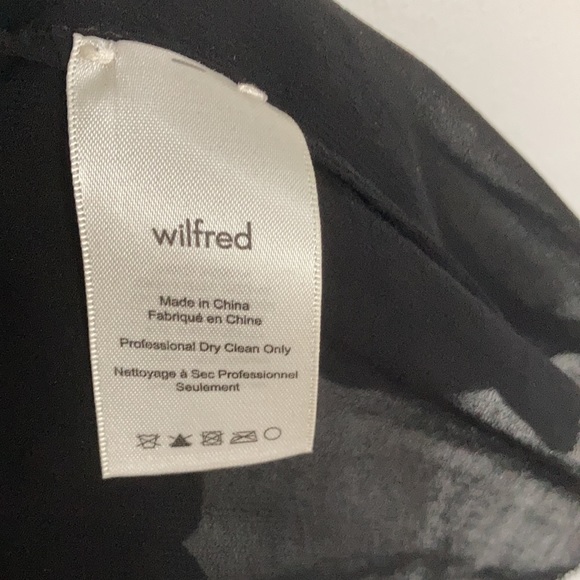 wilfred
Made in China
Fabriqué en Chine
Professional Dry Clean Only
Nettoyage à Sec Professionnel
Seulement